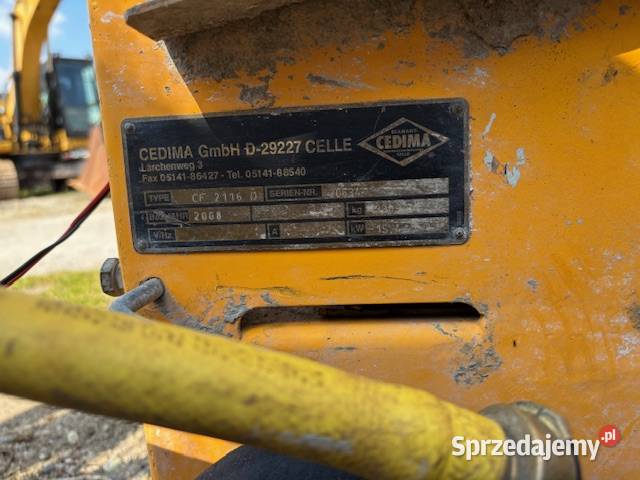 CEDIMA GmbH D-29227 CELLE
Lärchenweg 3
Fax 05141-86427 - Tel. 05141-88540
CEDIMA
TYPE CF 2116 D SERIEN-NR.
BAUJAHR 2008 kg
V/Hz A kW
Sprzedajemy.pl